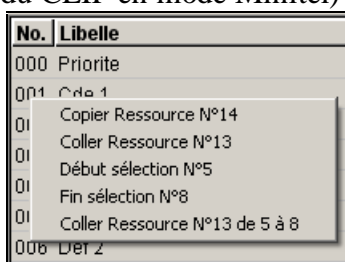 du CLIP en mode Minitel)
No. Libelle
000 Priorite
001 Cde 1
Copier Ressource N°14
Coller Ressource N°13
Début sélection N°5
Fin sélection N°8
Coller Ressource N°13 de 5 à 8
006 Def 2